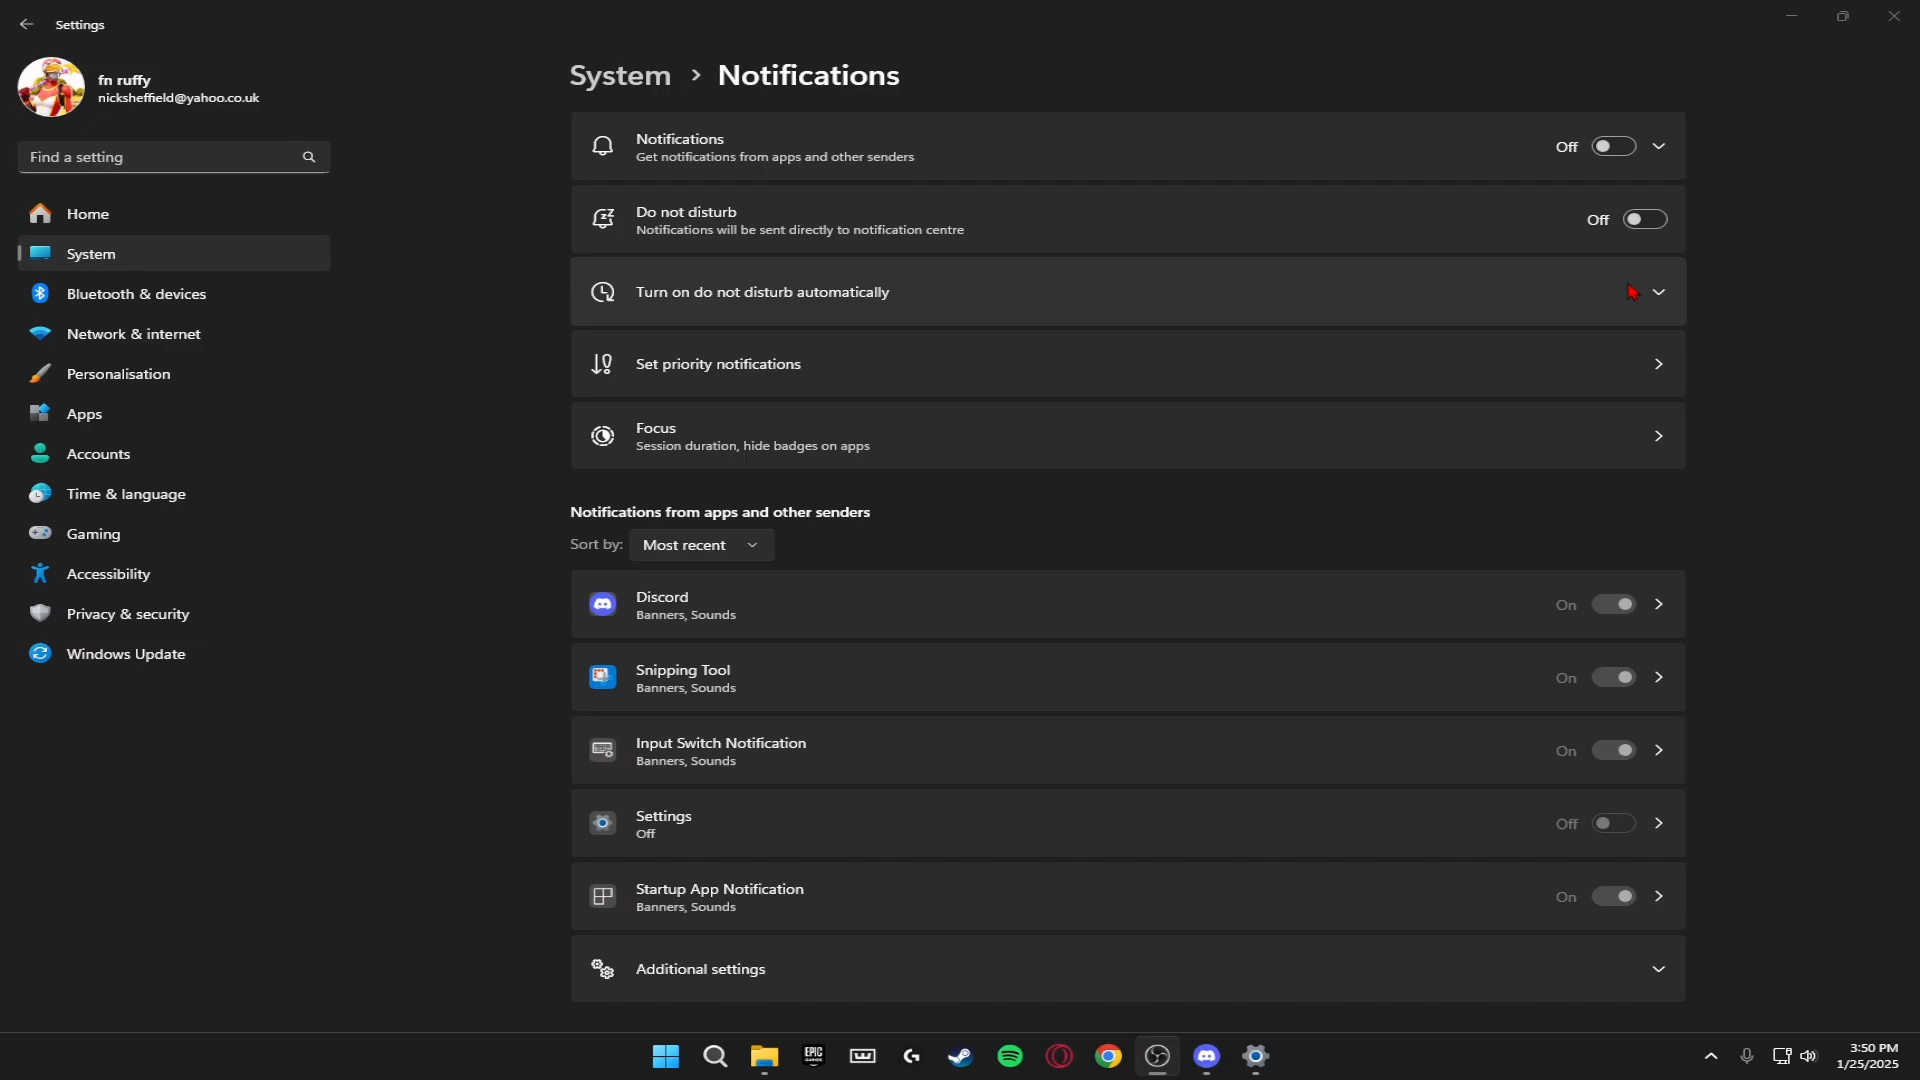 Settings
fn ruffy
nicksheffield@yahoo.co.uk
Find a setting
Home
System
Bluetooth & devices
Network & internet
Personalisation
Apps
Accounts
Time & language
Gaming
Accessibility
Privacy & security
Windows Update
System > Notifications
Notifications
Get notifications from apps and other senders
Off
Do not disturb
Notifications will be sent directly to notification centre
Off
Turn on do not disturb automatically
Set priority notifications
Focus
Session duration, hide badges on apps
Notifications from apps and other senders
Sort by: Most recent
Discord
Banners, Sounds
On
Snipping Tool
Banners, Sounds
On
Input Switch Notification
Banners, Sounds
On
Settings
Off
Off
Startup App Notification
Banners, Sounds
On
Additional settings
EPIC
GAMES
3:50 PM
1/25/2025